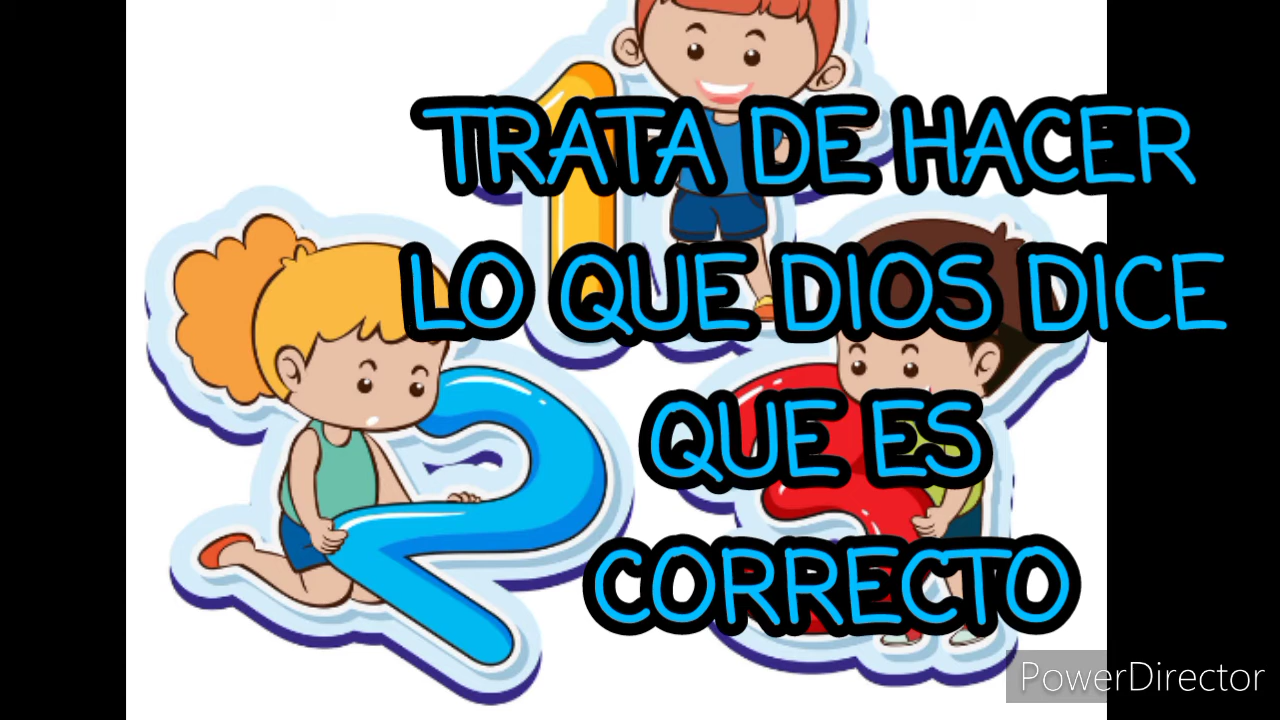 TRATA DE HACER
LO QUE DIOS DICE
QUE ES
CORRECTO
PowerDirector